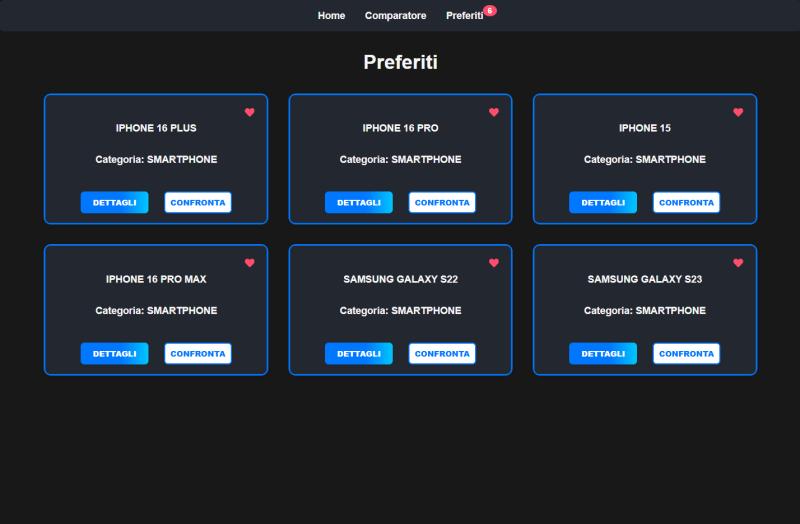 Home Comparatore Preferiti 6
Preferiti
IPHONE 16 PLUS
Categoria: SMARTPHONE
DETTAGLI CONFRONTA
IPHONE 16 PRO
Categoria: SMARTPHONE
DETTAGLI CONFRONTA
IPHONE 15
Categoria: SMARTPHONE
DETTAGLI CONFRONTA
IPHONE 16 PRO MAX
Categoria: SMARTPHONE
DETTAGLI CONFRONTA
SAMSUNG GALAXY S22
Categoria: SMARTPHONE
DETTAGLI CONFRONTA
SAMSUNG GALAXY S23
Categoria: SMARTPHONE
DETTAGLI CONFRONTA